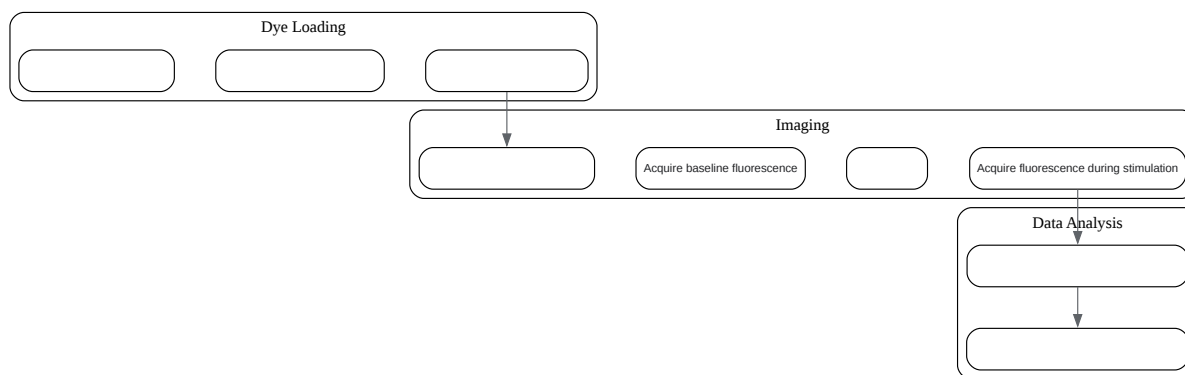 Dye Loading
Imaging
Acquire baseline fluorescence
Acquire fluorescence during stimulation
Data Analysis